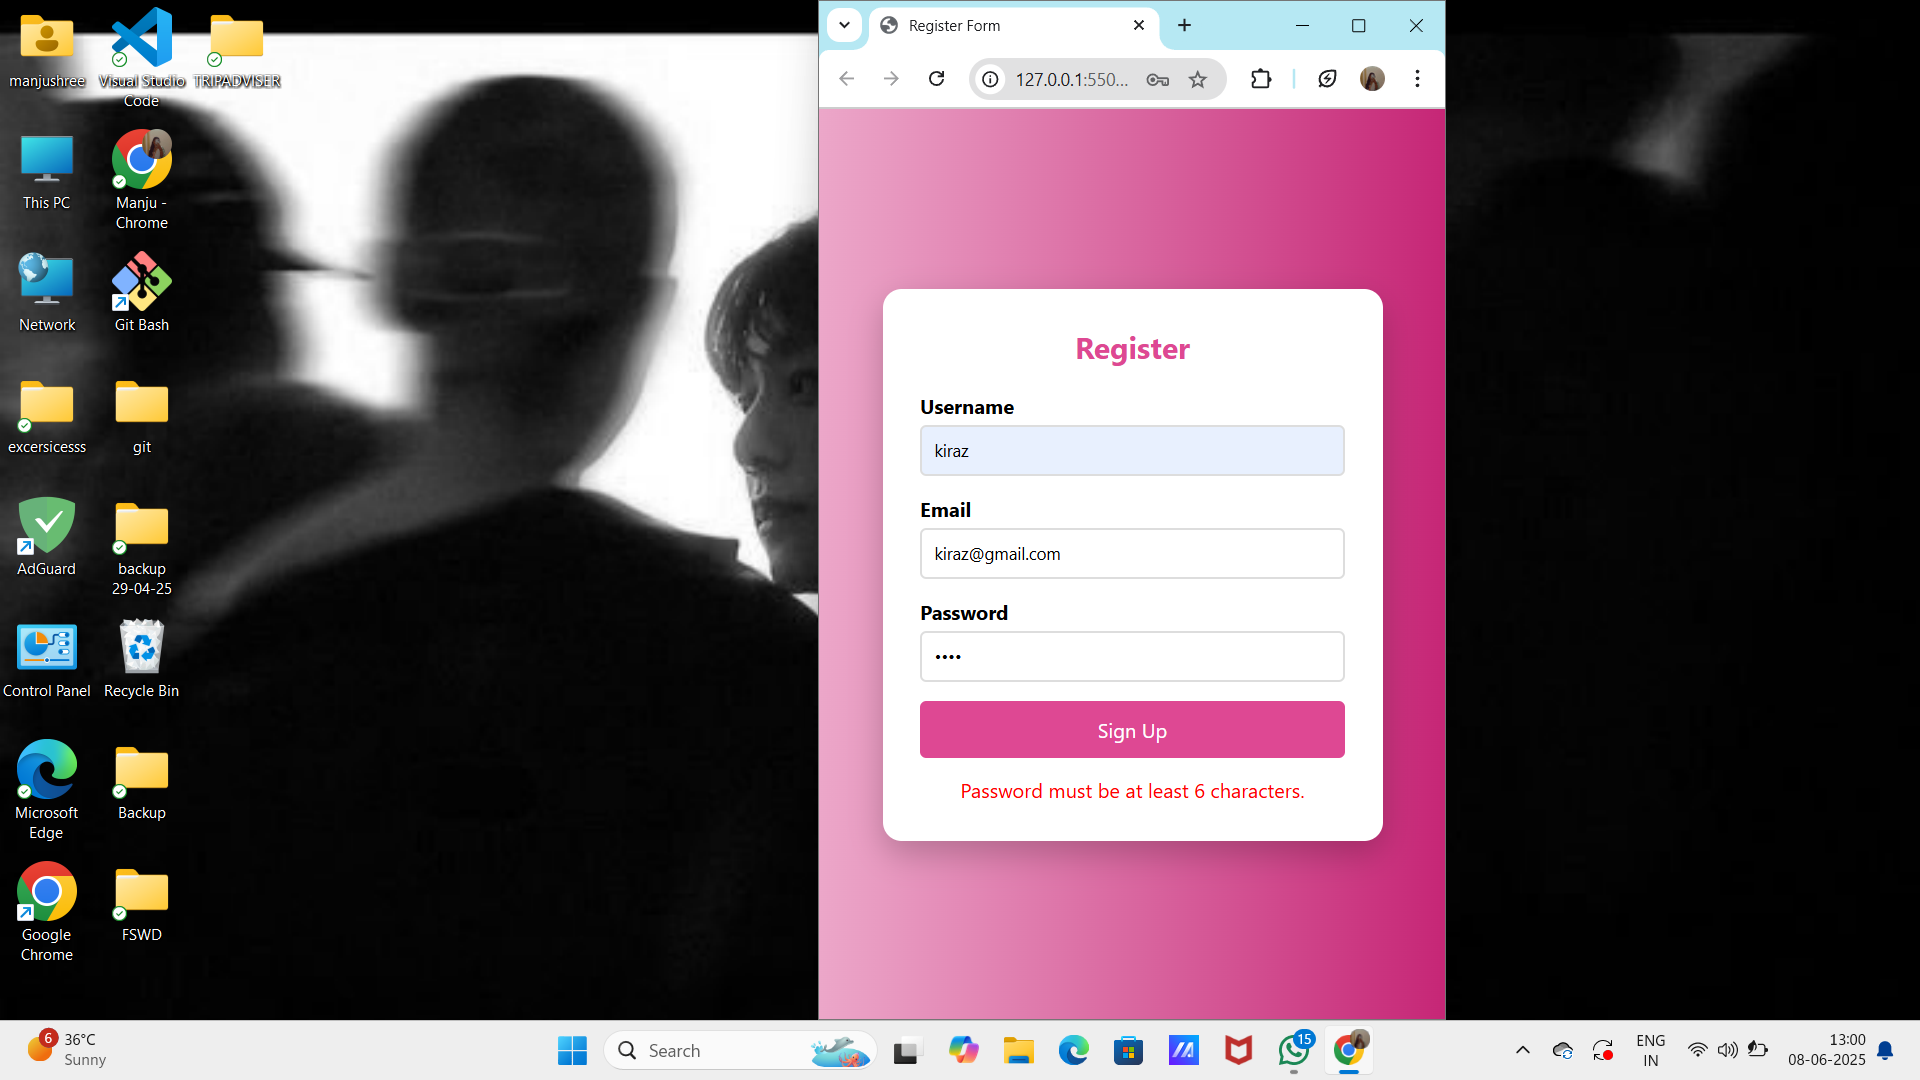 manjushree
Visual Studio
Code
TRIPADVISER
This PC
Manju -
Chrome
Network
Git Bash
excersicesss
git
AdGuard
backup
29-04-25
Control Panel
Recycle Bin
Microsoft
Edge
Backup
Google
Chrome
FSWD
Register Form
127.0.0.1:550...
Register
Username
kiraz
Email
kiraz@gmail.com
Password
••••
Sign Up
Password must be at least 6 characters.
6
36°C
Sunny
Search
15
ENG
IN
13:00
08-06-2025